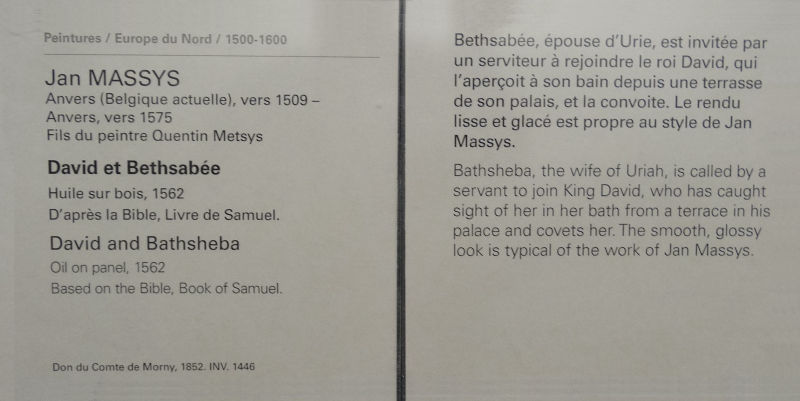 Peintures / Europe du Nord / 1500-1600
Jan MASSYS
Anvers (Belgique actuelle), vers 1509 –
Anvers, vers 1575
Fils du peintre Quentin Metsys
David et Bethsabée
Huile sur bois, 1562
D'après la Bible, Livre de Samuel.
David and Bathsheba
Oil on panel, 1562
Based on the Bible, Book of Samuel.
Don du Comte de Morny, 1852. INV. 1446
Bethsabée, épouse d'Urie, est invitée par
un serviteur à rejoindre le roi David, qui
l'aperçoit à son bain depuis une terrasse
de son palais, et la convoite. Le rendu
lisse et glacé est propre au style de Jan
Massys.
Bathsheba, the wife of Uriah, is called by a
servant to join King David, who has caught
sight of her in her bath from a terrace in his
palace and covets her. The smooth, glossy
look is typical of the work of Jan Massys.